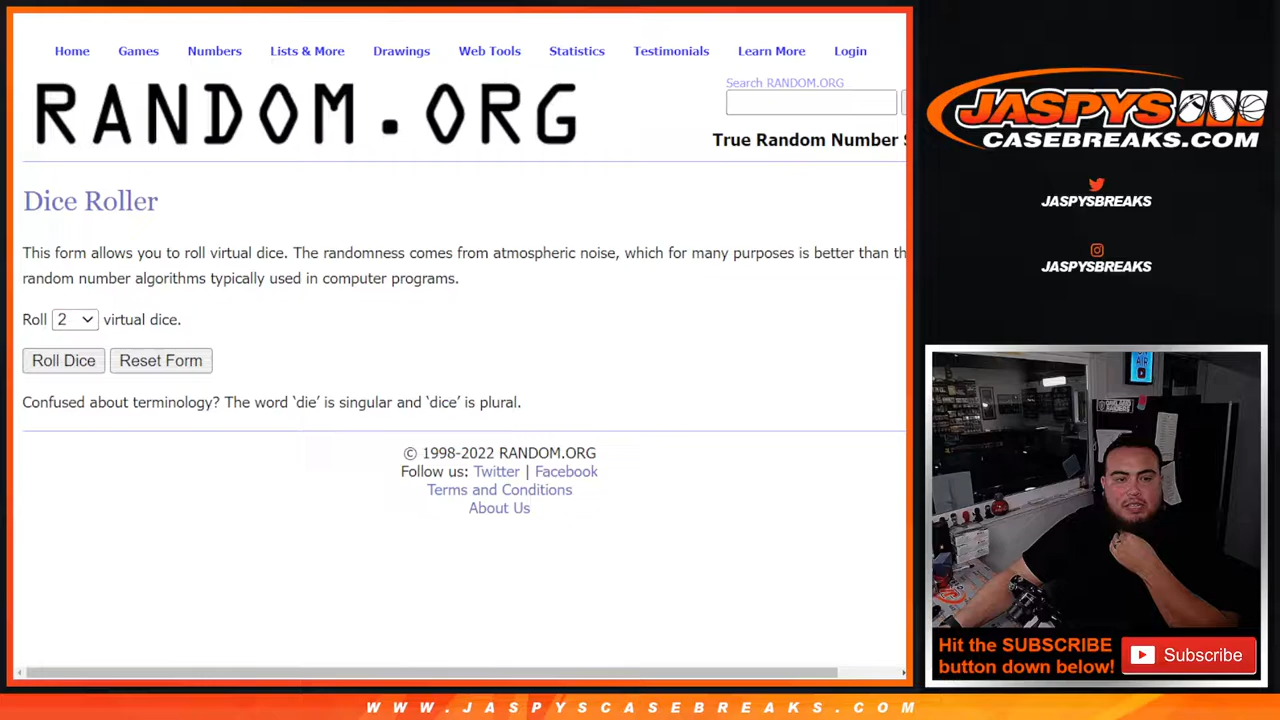 Home Games Numbers Lists & More Drawings Web Tools Statistics Testimonials Learn More Login
RANDOM.ORG
Search RANDOM.ORG
True Random Number S
Dice Roller
This form allows you to roll virtual dice. The randomness comes from atmospheric noise, which for many purposes is better than th
random number algorithms typically used in computer programs.
Roll 2 virtual dice.
Roll Dice Reset Form
Confused about terminology? The word ‘die’ is singular and ‘dice’ is plural.
© 1998-2022 RANDOM.ORG
Follow us: Twitter | Facebook
Terms and Conditions
About Us
JASPYS
CASEBREAKS.COM
JASPYSBREAKS
JASPYSBREAKS
ON
AIR
Hit the SUBSCRIBE
button down below!
Subscribe
WWW.JASPYSCASEBREAKS.COM